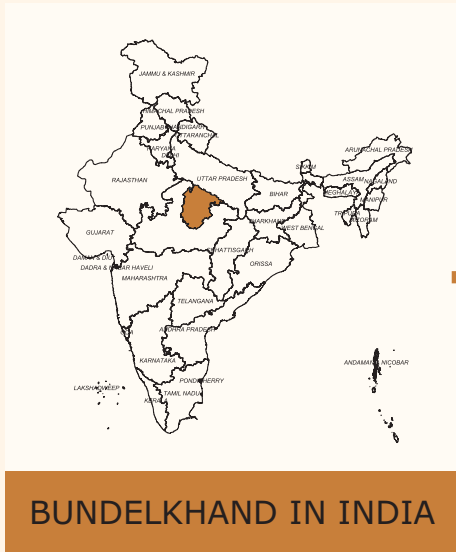 JAMMU & KASHMIR
HIMACHAL PRADESH
PUNJAB
CHANDIGARH
UTTARANCHAL
HARYANA
DELHI
ARUNACHAL PRADESH
SIKKIM
RAJASTHAN
UTTAR PRADESH
ASSAM
NAGALAND
BIHAR
MEGHALAYA
MANIPUR
TRIPURA
MIZORAM
JHARKHAND
WEST BENGAL
GUJARAT
CHHATTISGARH
DAMAN & DIU
DADRA & NAGAR HAVELI
ORISSA
MAHARASHTRA
TELANGANA
GOA
ANDHRA PRADESH
KARNATAKA
ANDAMAN & NICOBAR
PONDICHERRY
LAKSHADWEEP
TAMIL NADU
KERALA
BUNDELKHAND IN INDIA